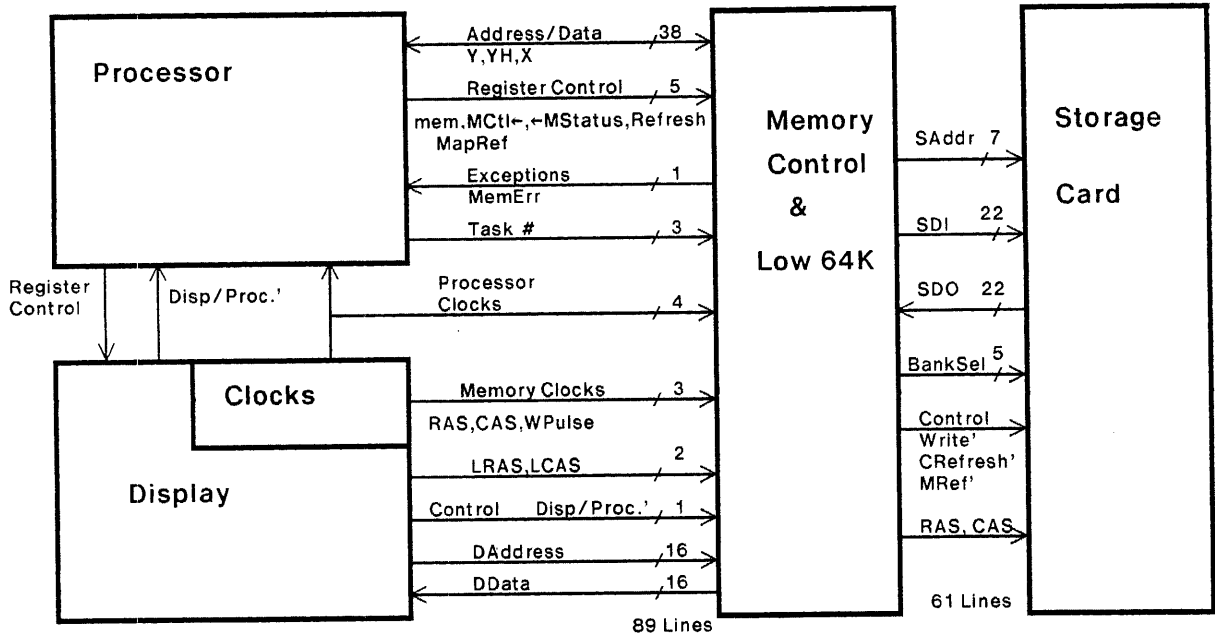 Processor
Address/Data 38
Y,YH,X
Register Control 5
mem,MCtl←,←MStatus,Refresh
MapRef
Exceptions 1
MemErr
Task # 3
Register
Control
Disp/Proc.'
Processor
Clocks 4
Clocks
Display
Memory Clocks 3
RAS,CAS,WPulse
LRAS,LCAS 2
Control Disp/Proc.' 1
DAddress 16
DData 16
89 Lines
Memory
Control
&
Low 64K
SAddr 7
SDI 22
SDO 22
BankSel 5
Control
Write'
CRefresh'
MRef'
RAS, CAS
61 Lines
Storage
Card